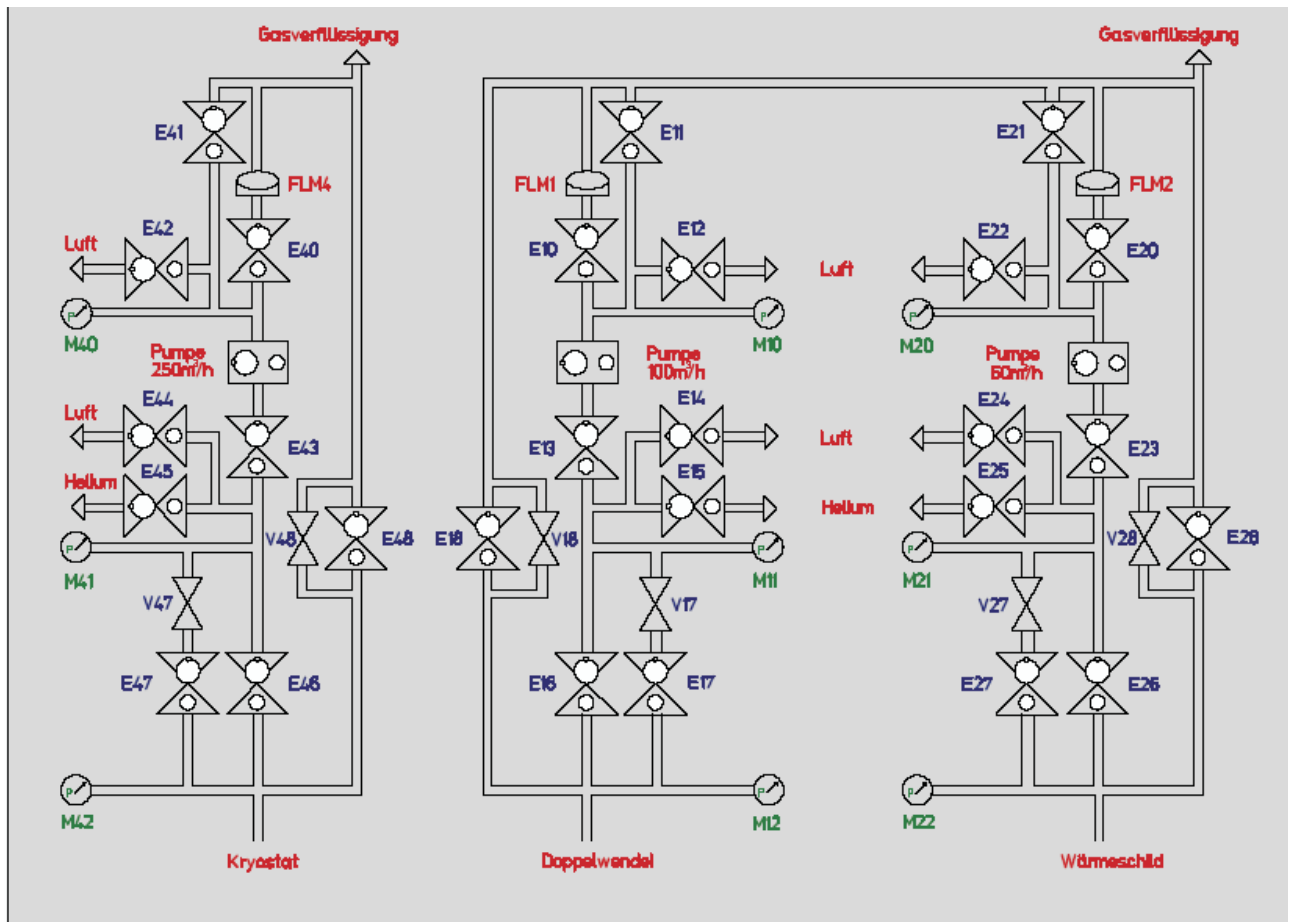 Gasverflüssigung
Gasverflüssigung
E41
E11
E21
FLM4
FLM1
FLM2
E42
E12
E22
Luft
E40
E10
E20
Luft
P
P
P
M40
M10
M20
Pumpe
250m³/h
Pumpe
100m³/h
Pumpe
60m³/h
E44
E14
E24
Luft
E43
E13
Luft
E23
E45
E15
E25
Helium
Helium
P
V48
E48
E18
V18
P
P
V28
E28
M41
M11
M21
V47
V17
V27
E47
E46
E16
E17
E27
E26
P
P
P
M42
M12
M22
Kryostat
Doppelwendel
Wärmeschild